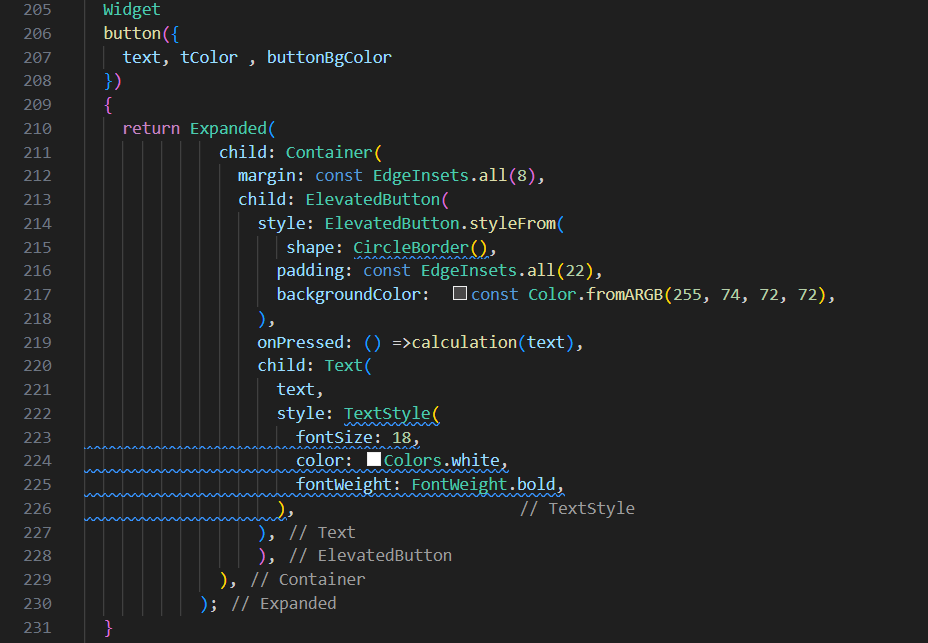 205 Widget
206 button({
207 text, tColor , buttonBgColor
208 })
209 {
210 return Expanded(
211 child: Container(
212 margin: const EdgeInsets.all(8),
213 child: ElevatedButton(
214 style: ElevatedButton.styleFrom(
215 shape: CircleBorder(),
216 padding: const EdgeInsets.all(22),
217 backgroundColor: const Color.fromARGB(255, 74, 72, 72),
218 ),
219 onPressed: () =>calculation(text),
220 child: Text(
221 text,
222 style: TextStyle(
223 fontSize: 18,
224 color: Colors.white,
225 fontWeight: FontWeight.bold,
226 ), // TextStyle
227 ), // Text
228 ), // ElevatedButton
229 ), // Container
230 ); // Expanded
231 }